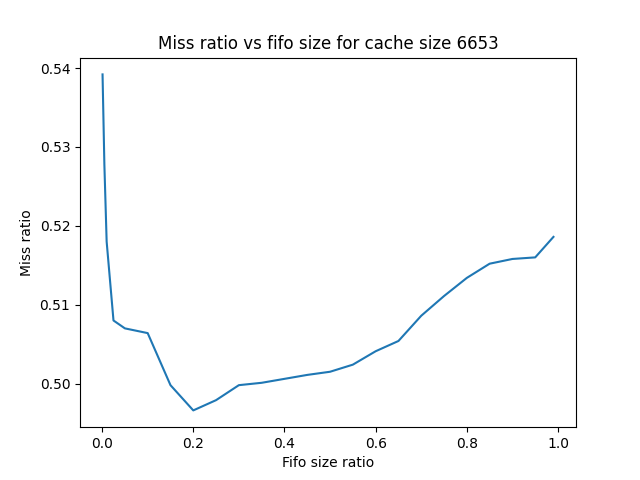 Miss ratio vs fifo size for cache size 6653
0.54
0.53
0.52
0.51
0.50
Miss ratio
0.0 0.2 0.4 0.6 0.8 1.0
Fifo size ratio